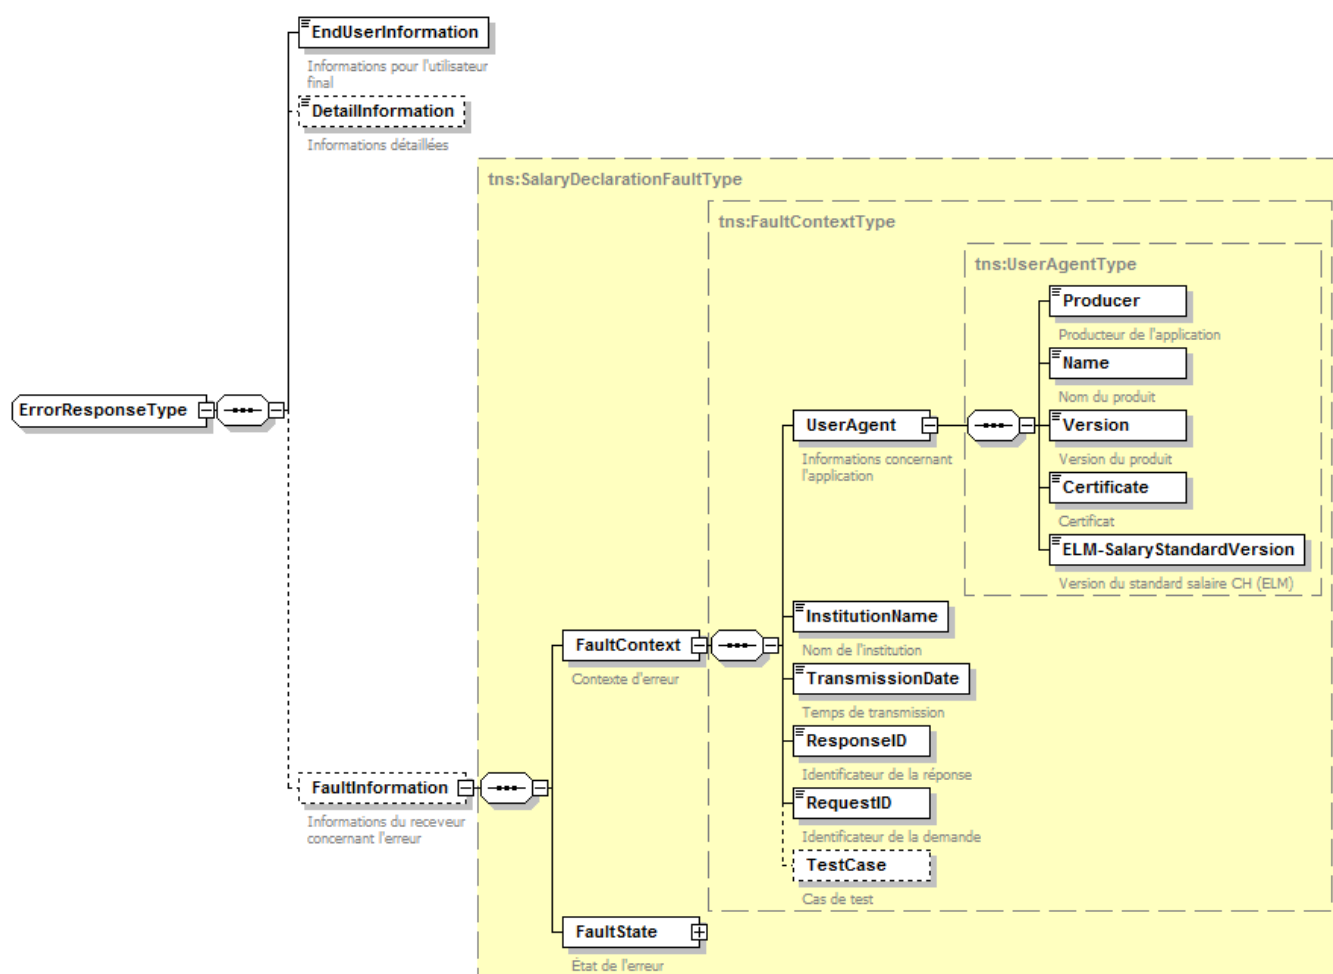 EndUserInformation
Informations pour l'utilisateur
final
DetailInformation
Informations détaillées
tns:SalaryDeclarationFaultType
tns:FaultContextType
tns:UserAgentType
Producer
Producteur de l'application
Name
Nom du produit
ErrorResponseType
UserAgent
Informations concernant
l'application
Version
Version du produit
Certificate
Certificat
ELM-SalaryStandardVersion
Version du standard salaire CH (ELM)
InstitutionName
Nom de l'institution
FaultContext
Contexte d'erreur
TransmissionDate
Temps de transmission
ResponseID
Identificateur de la réponse
FaultInformation
Informations du receveur
concernant l'erreur
RequestID
Identificateur de la demande
TestCase
Cas de test
FaultState
État de l'erreur